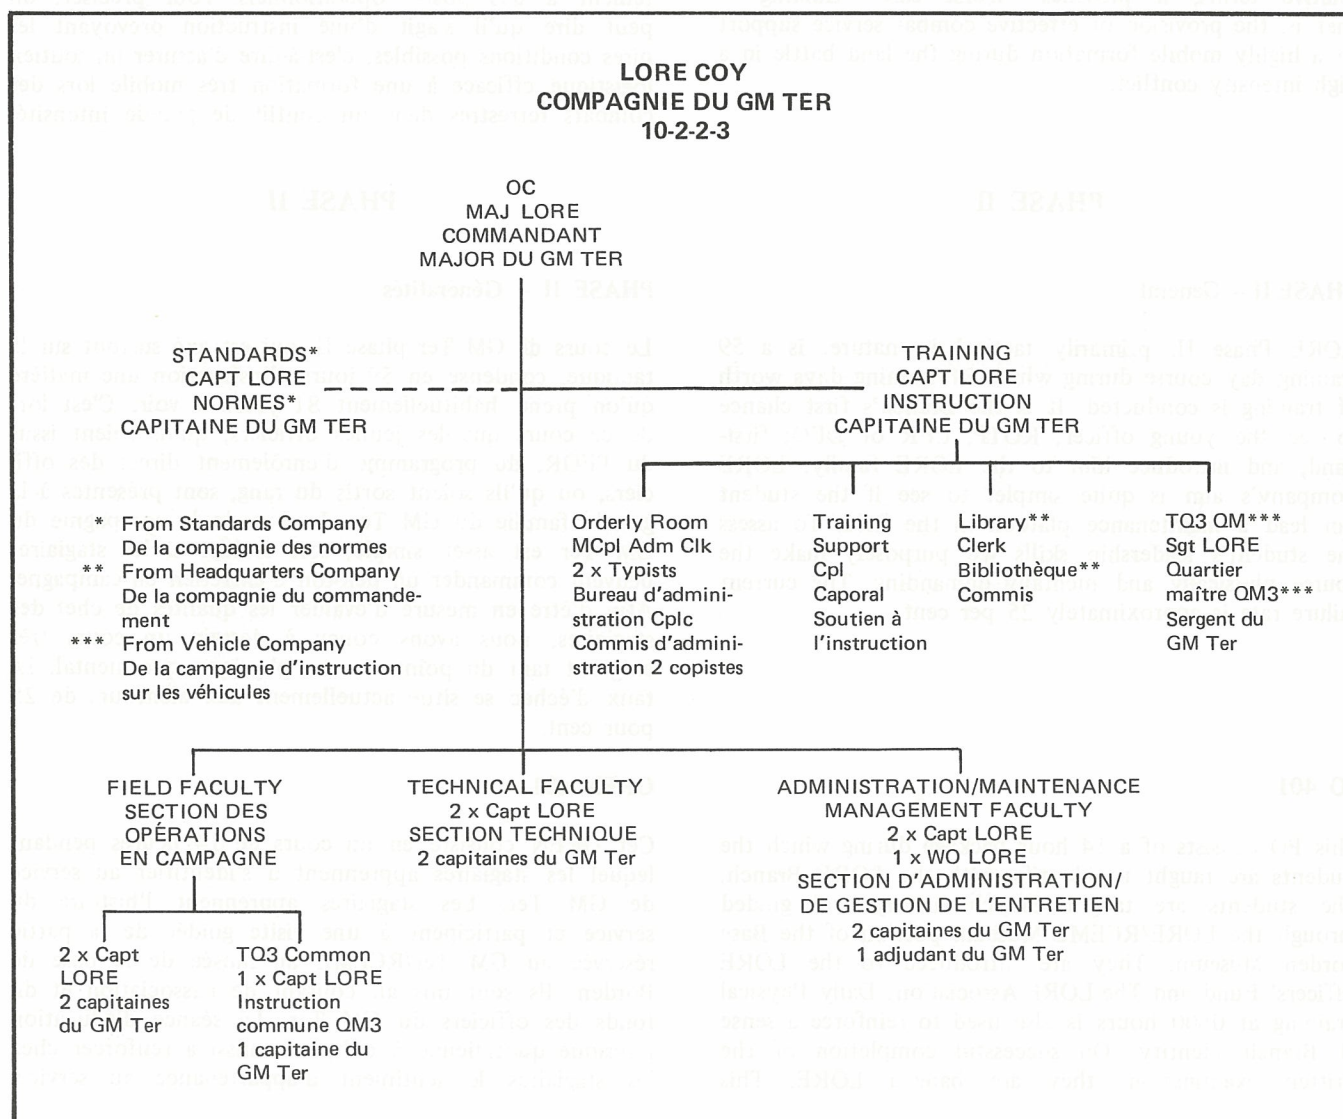 LORE COY
COMPAGNIE DU GM TER
10-2-2-3
OC
MAJ LORE
COMMANDANT
MAJOR DU GM TER
STANDARDS*
CAPT LORE
NORMES*
CAPITAINE DU GM TER
TRAINING
CAPT LORE
INSTRUCTION
CAPITAINE DU GM TER
* From Standards Company
De la compagnie des normes
** From Headquarters Company
De la compagnie du commande-
ment
*** From Vehicle Company
De la campagnie d'instruction
sur les véhicules
Orderly Room
MCpl Adm Clk
2 x Typists
Bureau d'admini-
stration Cplc
Commis d'admini-
stration 2 copistes
Training
Support
Cpl
Caporal
Soutien à
l'instruction
Library**
Clerk
Bibliothèque**
Commis
TQ3 QM***
Sgt LORE
Quartier
maître QM3***
Sergent du
GM Ter
FIELD FACULTY
SECTION DES
OPÉRATIONS
EN CAMPAGNE
2 x Capt
LORE
2 capitaines
du GM Ter
TQ3 Common
1 x Capt LORE
Instruction
commune QM3
1 capitaine du
GM Ter
TECHNICAL FACULTY
2 x Capt LORE
SECTION TECHNIQUE
2 capitaines du GM Ter
ADMINISTRATION/MAINTENANCE
MANAGEMENT FACULTY
2 x Capt LORE
1 x WO LORE
SECTION D'ADMINISTRATION/
DE GESTION DE L'ENTRETIEN
2 capitaines du GM Ter
1 adjudant du GM Ter